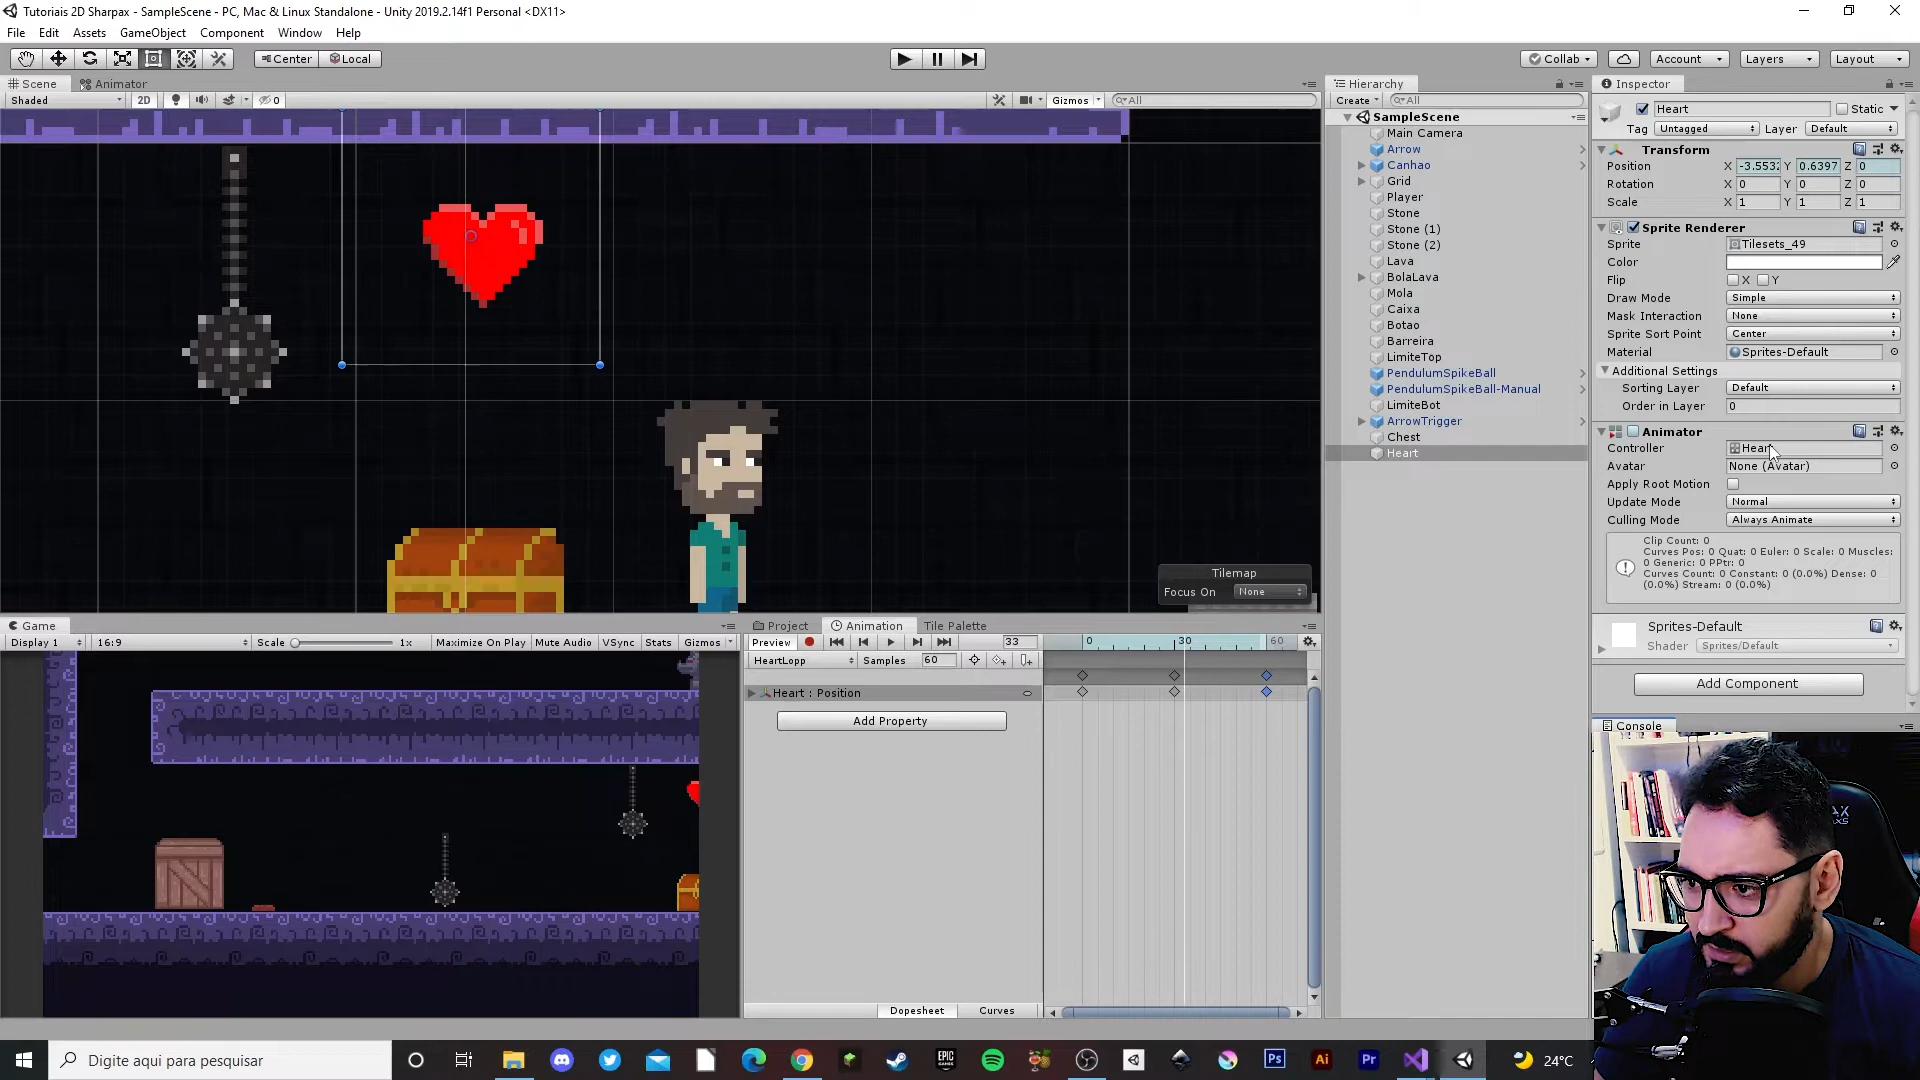 Tutoriais 2D Sharpax - SampleScene - PC, Mac & Linux Standalone - Unity 2019.2.14f1 Personal <DX11>
File Edit Assets GameObject Component Window Help
Center Local Collab Account Layers Layout
Scene Animator
Shaded 2D 0 Gizmos All
Tilemap
Focus On None
Game
Display 1 16:9 Scale 1x Maximize On Play Mute Audio VSync Stats Gizmos
Project Animation Tile Palette
Preview 33 0 30 60
HeartLopp Samples 60
Heart : Position
Add Property
Dopesheet Curves
Hierarchy
Create All
SampleScene
Main Camera
Arrow
Canhao
Grid
Player
Stone
Stone (1)
Stone (2)
Lava
BolaLava
Mola
Caixa
Botao
Barreira
LimiteTop
PendulumSpikeBall
PendulumSpikeBall-Manual
LimiteBot
ArrowTrigger
Chest
Heart
Inspector
Heart Static
Tag Untagged Layer Default
Transform
Position X -3.5532 Y 0.6397 Z 0
Rotation X 0 Y 0 Z 0
Scale X 1 Y 1 Z 1
Sprite Renderer
Sprite Tilesets_49
Color
Flip X Y
Draw Mode Simple
Mask Interaction None
Sprite Sort Point Center
Material Sprites-Default
Additional Settings
Sorting Layer Default
Order in Layer 0
Animator
Controller Heart
Avatar None (Avatar)
Apply Root Motion
Update Mode Normal
Culling Mode Always Animate
Clip Count: 0
Curves Pos: 0 Quat: 0 Euler: 0 Scale: 0 Muscles:
0 Generic: 0 PPtr: 0
Curves Count: 0 Constant: 0 (0.0%) Dense: 0
(0.0%) Stream: 0 (0.0%)
Sprites-Default
Shader Sprites/Default
Add Component
Console
Digite aqui para pesquisar
EPIC
GAMES
Ps
Ai
Pr
24°C